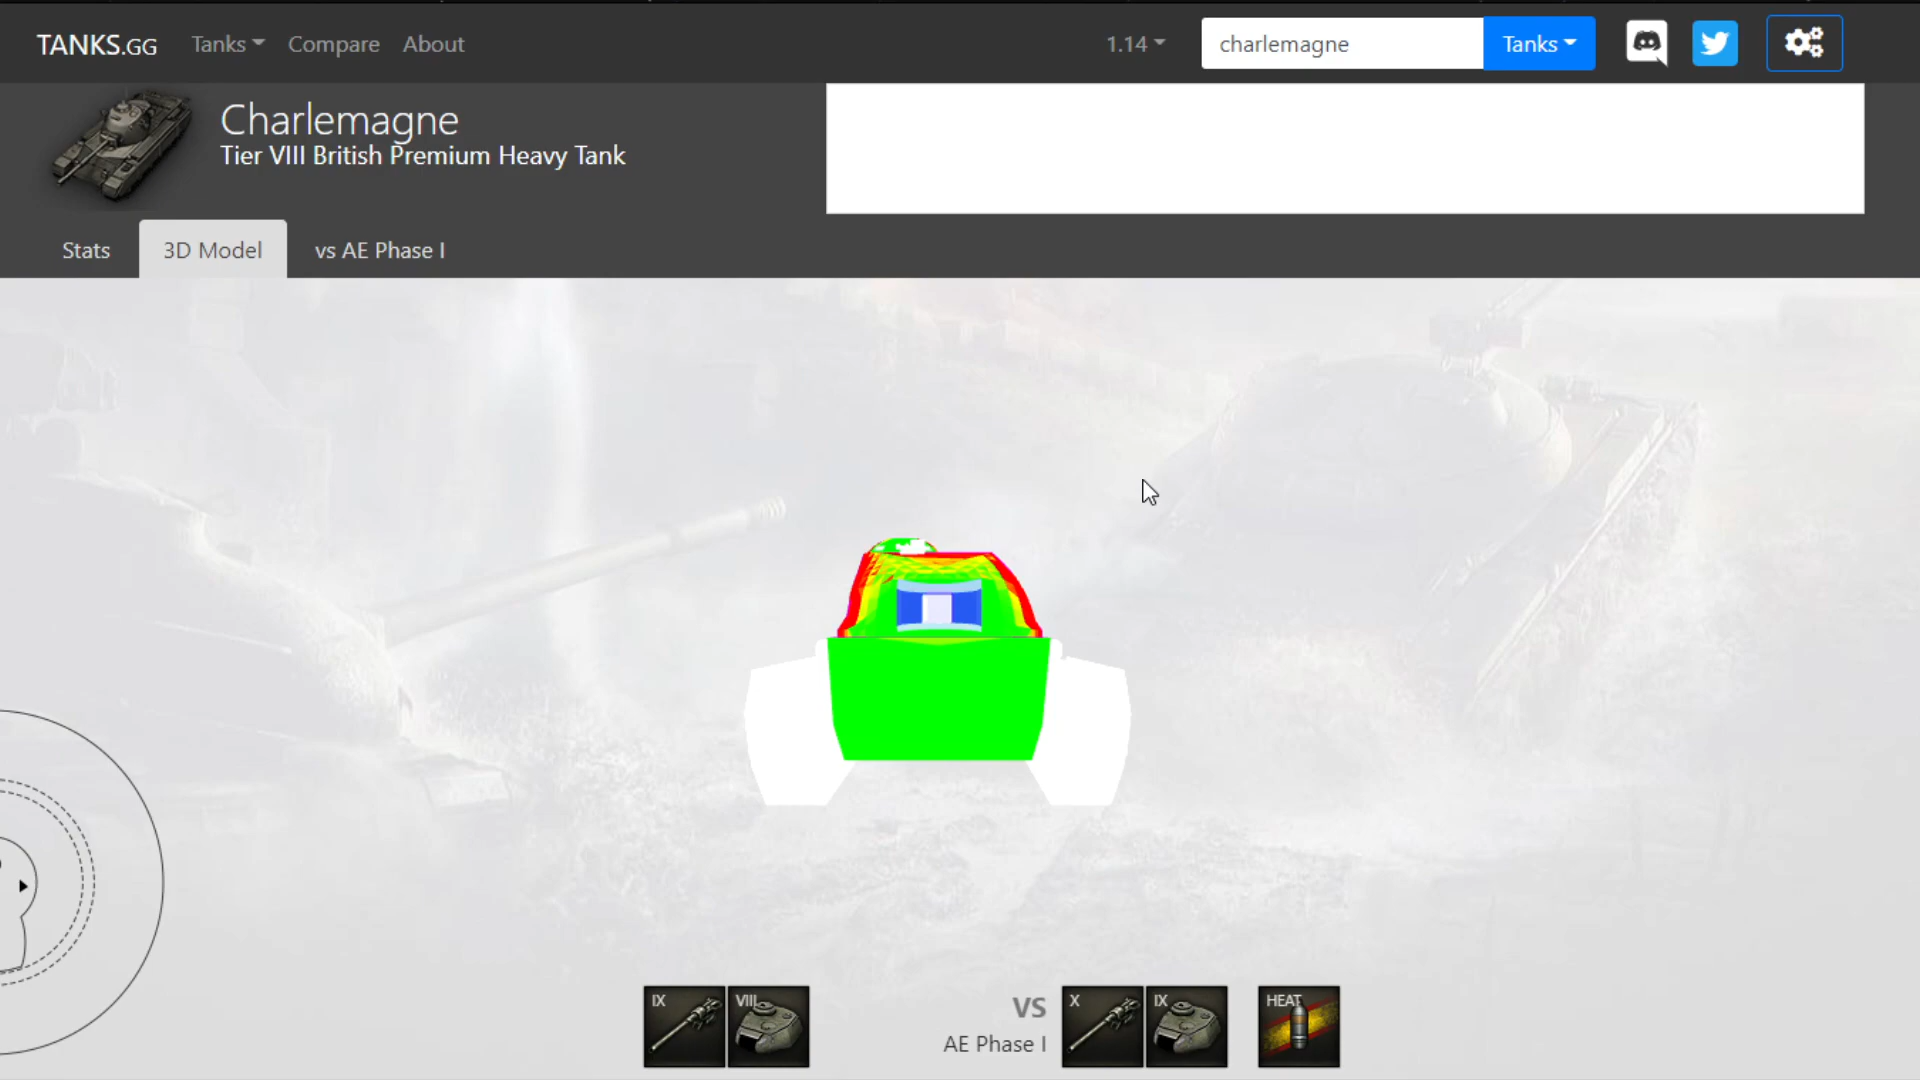 TANKS.GG Tanks Compare About 1.14 charlemagne Tanks
Charlemagne
Tier VIII British Premium Heavy Tank
Stats 3D Model vs AE Phase I
IX VIII VS X IX HEAT
AE Phase I